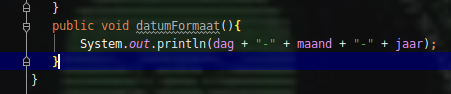 }
public void datumFormaat(){
System.out.println(dag + "-" + maand + "-" + jaar);
}
}